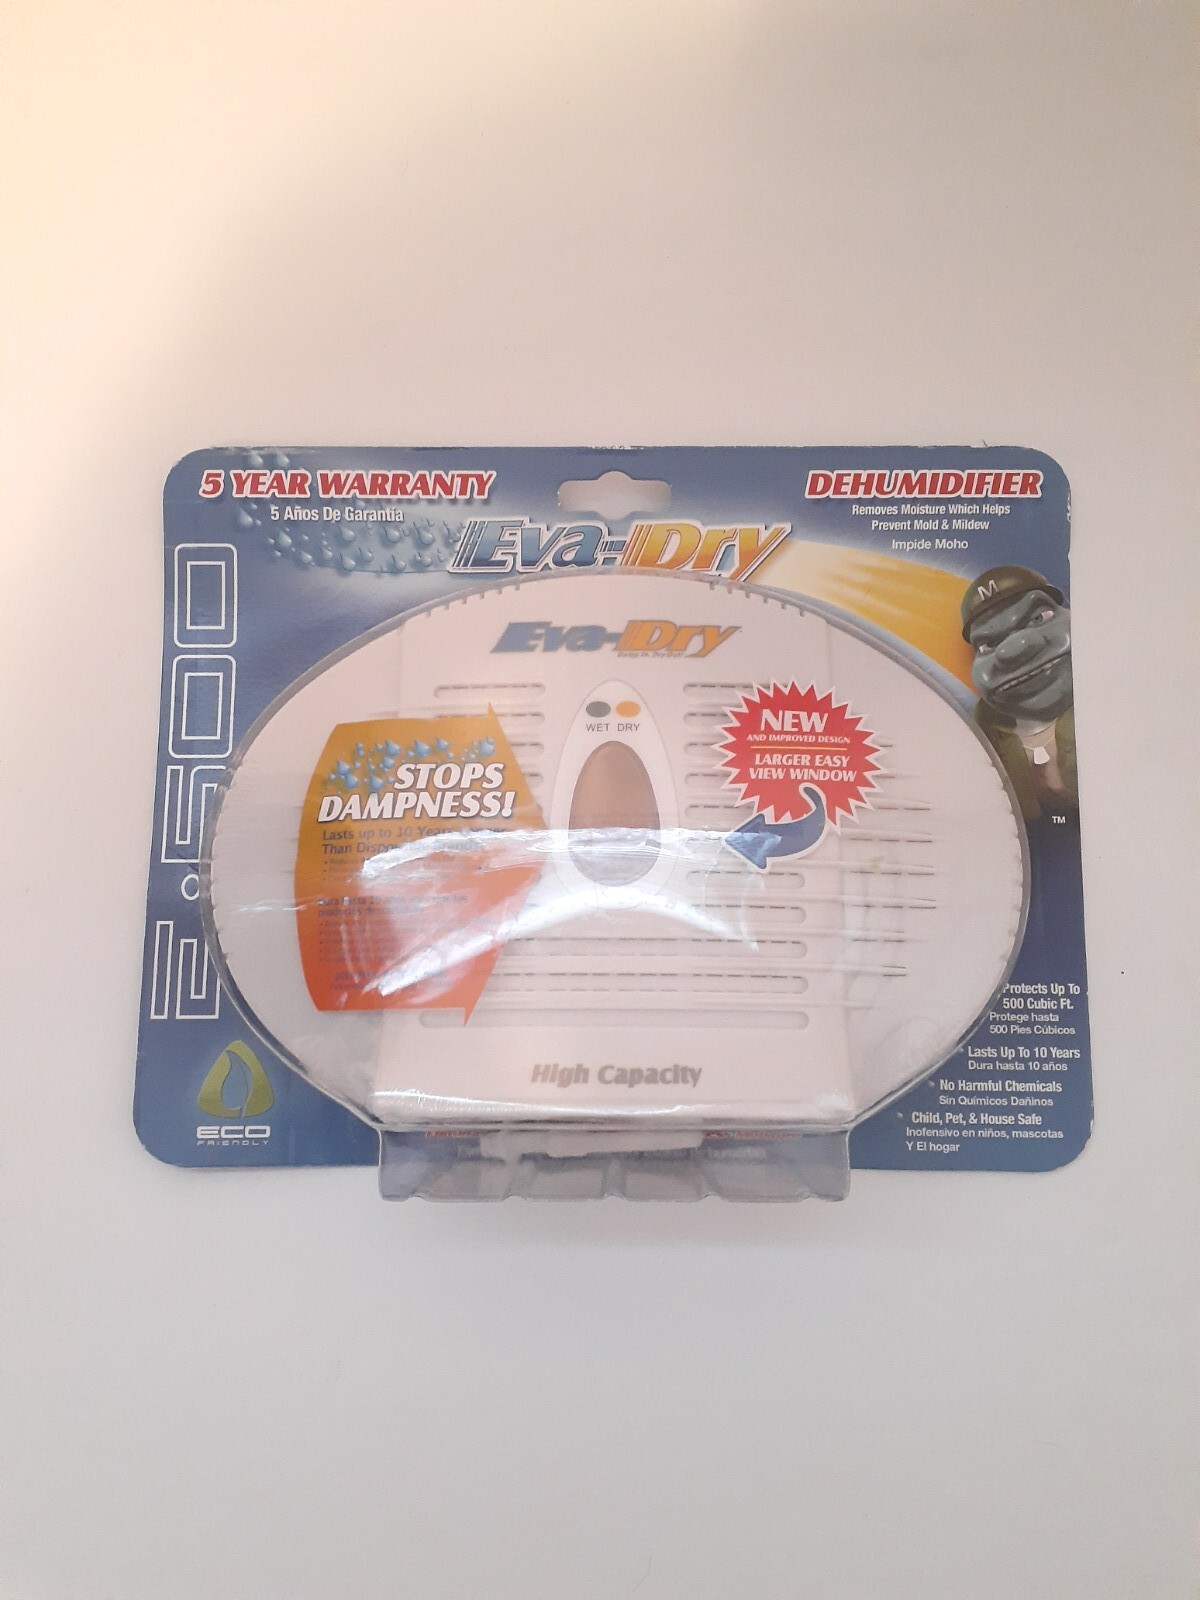 5 YEAR WARRANTY
5 Años De Garantía
DEHUMIDIFIER
Removes Moisture Which Helps
Prevent Mold & Mildew
Impide Moho
Eva-Dry
E-500
M
Eva-Dry
WET DRY
NEW
AND IMPROVED DESIGN
LARGER EASY
VIEW WINDOW
STOPS
DAMPNESS!
Lasts up to 10 Years
Than
TM
Protects Up To
500 Cubic Ft.
Protege hasta
500 Pies Cúbicos
Lasts Up To 10 Years
Dura hasta 10 años
No Harmful Chemicals
Sin Químicos Dañinos
Child, Pet, & House Safe
Inofensivo en niños, mascotas
Y El hogar
High Capacity
ECO
FRIENDLY